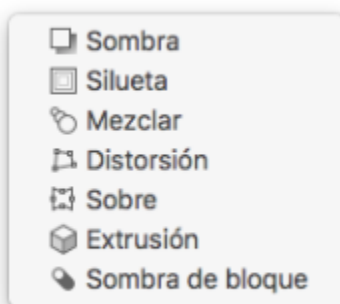 Sombra
Silueta
Mezclar
Distorsión
Sobre
Extrusión
Sombra de bloque